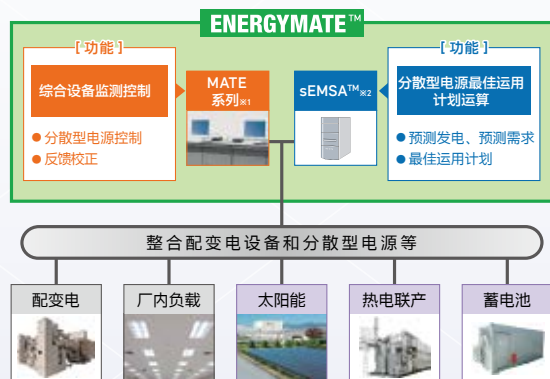 ENERGYMATE™
[ 功能 ]
综合设备监测控制
● 分散型电源控制
● 反馈校正
MATE
系列※1
sEMSA™※2
[ 功能 ]
分散型电源最佳运用
计划运算
● 预测发电、预测需求
● 最佳运用计划
整合配变电设备和分散型电源等
配变电
厂内负载
太阳能
热电联产
蓄电池